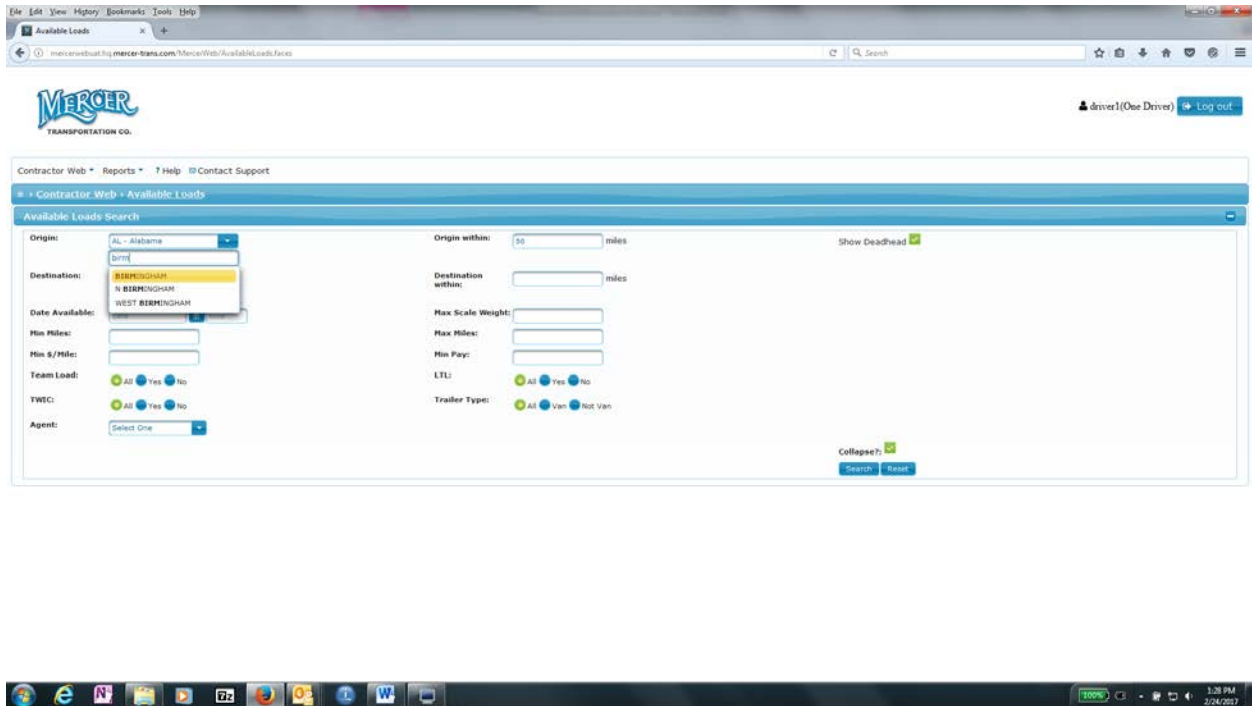 File Edit View History Bookmarks Tools Help
Available Loads × +
mercerwebuat.hq.mercer-trans.com/MercerWeb/AvailableLoads.faces Search
MERCER
TRANSPORTATION CO.
driver1(One Driver) Log out
Contractor Web Reports ? Help Contact Support
Contractor Web Available Loads
Available Loads Search
Origin: AL - Alabama Origin within: 50 miles Show Deadhead
birm
Destination: BIRMINGHAM Destination within: miles
N BIRMINGHAM
WEST BIRMINGHAM
Date Available: Max Scale Weight:
Min Miles: Max Miles:
Min $/Mile: Min Pay:
Team Load: All Yes No LTL: All Yes No
TWIC: All Yes No Trailer Type: All Van Not Van
Agent: Select One
Collapse?:
Search Reset
100% 1:28 PM
2/24/2017